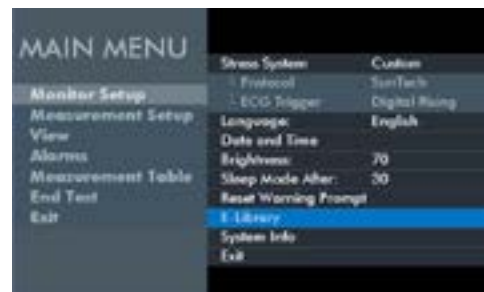 MAIN MENU
Monitor Setup
Measurement Setup
View
Alarms
Measurement Table
End Test
Exit
Stress System Custom
Protocol SunTech
ECG Trigger Digital Rising
Language: English
Date and Time
Brightness: 70
Sleep Mode After: 30
Reset Warning Prompt
E-Library
System Info
Exit